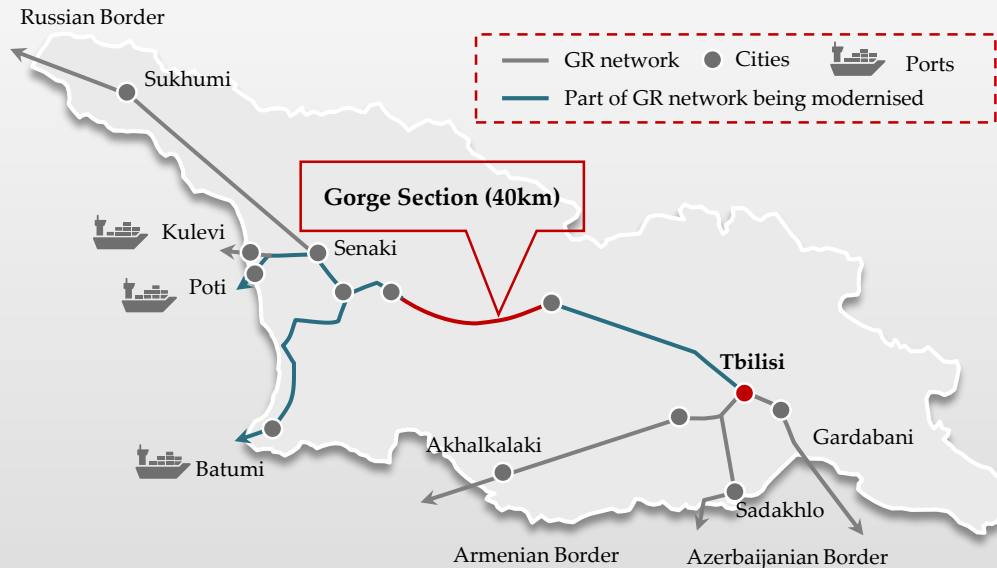 Russian Border
Sukhumi
GR network
Cities
Ports
Part of GR network being modernised
Gorge Section (40km)
Kulevi
Senaki
Poti
Tbilisi
Batumi
Akhalkalaki
Gardabani
Sadakhlo
Armenian Border
Azerbaijanian Border